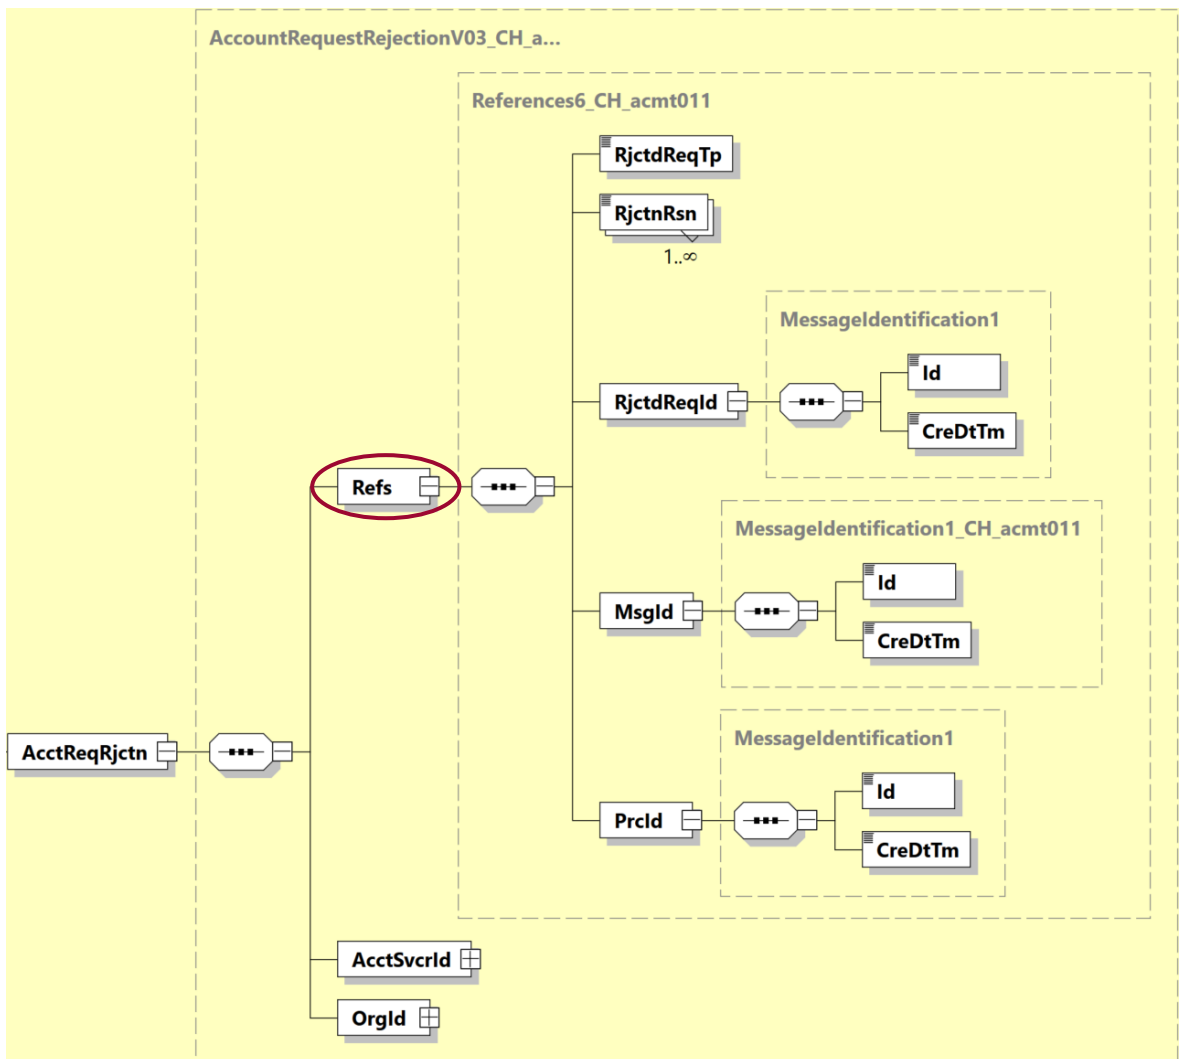 AccountRequestRejectionV03_CH_a...
References6_CH_acmt011
RjctdReqTp
RjctnRsn
1..∞
MessageIdentification1
Id
RjctdReqId
CreDtTm
Refs
MessageIdentification1_CH_acmt011
Id
MsgId
CreDtTm
MessageIdentification1
AcctReqRjctn
Id
PrcId
CreDtTm
AcctSvcrId
OrgId